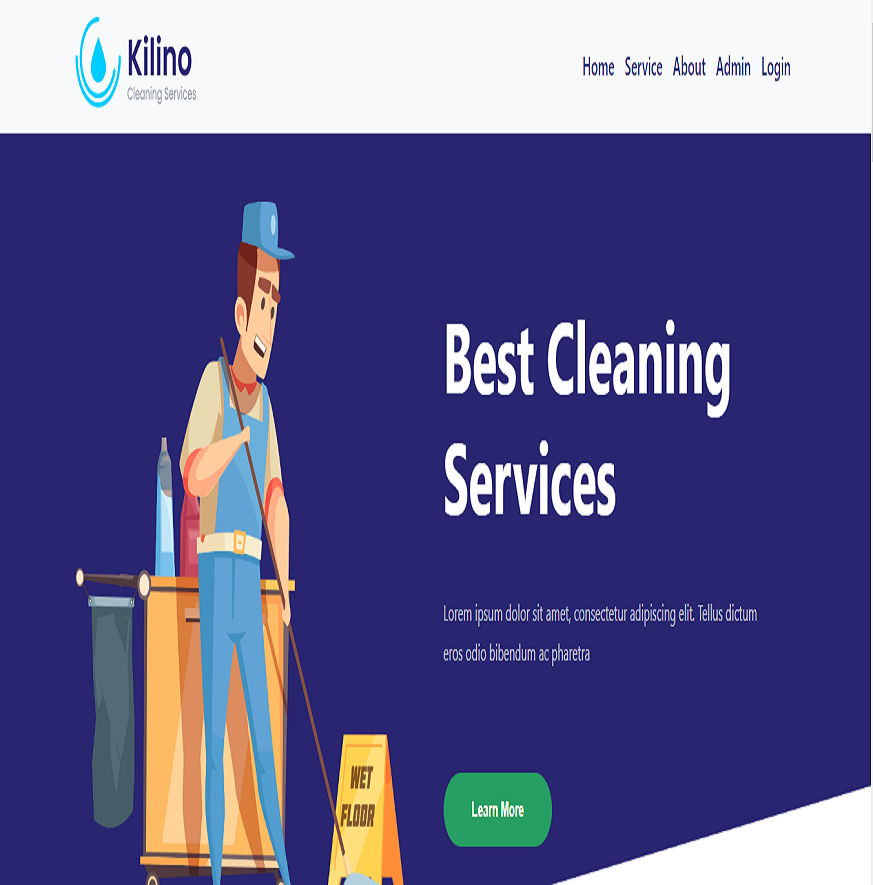 Kilino
Cleaning Services
Home Service About Admin Login
Best Cleaning
Services
Lorem ipsum dolor sit amet, consectetur adipiscing elit. Tellus dictum
eros odio bibendum ac pharetra
WET
FLOOR
Learn More